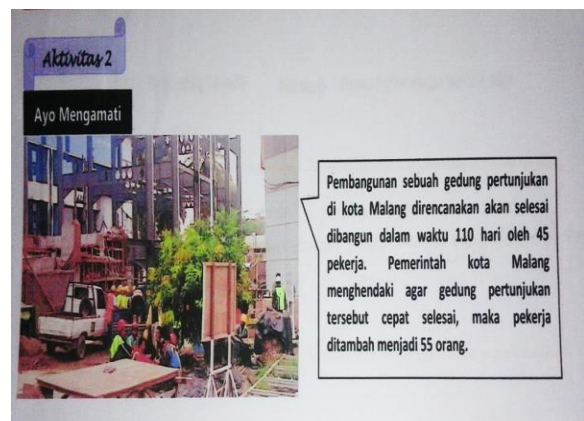 Aktivitas 2
Ayo Mengamati
Pembangunan sebuah gedung pertunjukan
di kota Malang direncanakan akan selesai
dibangun dalam waktu 110 hari oleh 45
pekerja. Pemerintah kota Malang
menghendaki agar gedung pertunjukan
tersebut cepat selesai, maka pekerja
ditambah menjadi 55 orang.